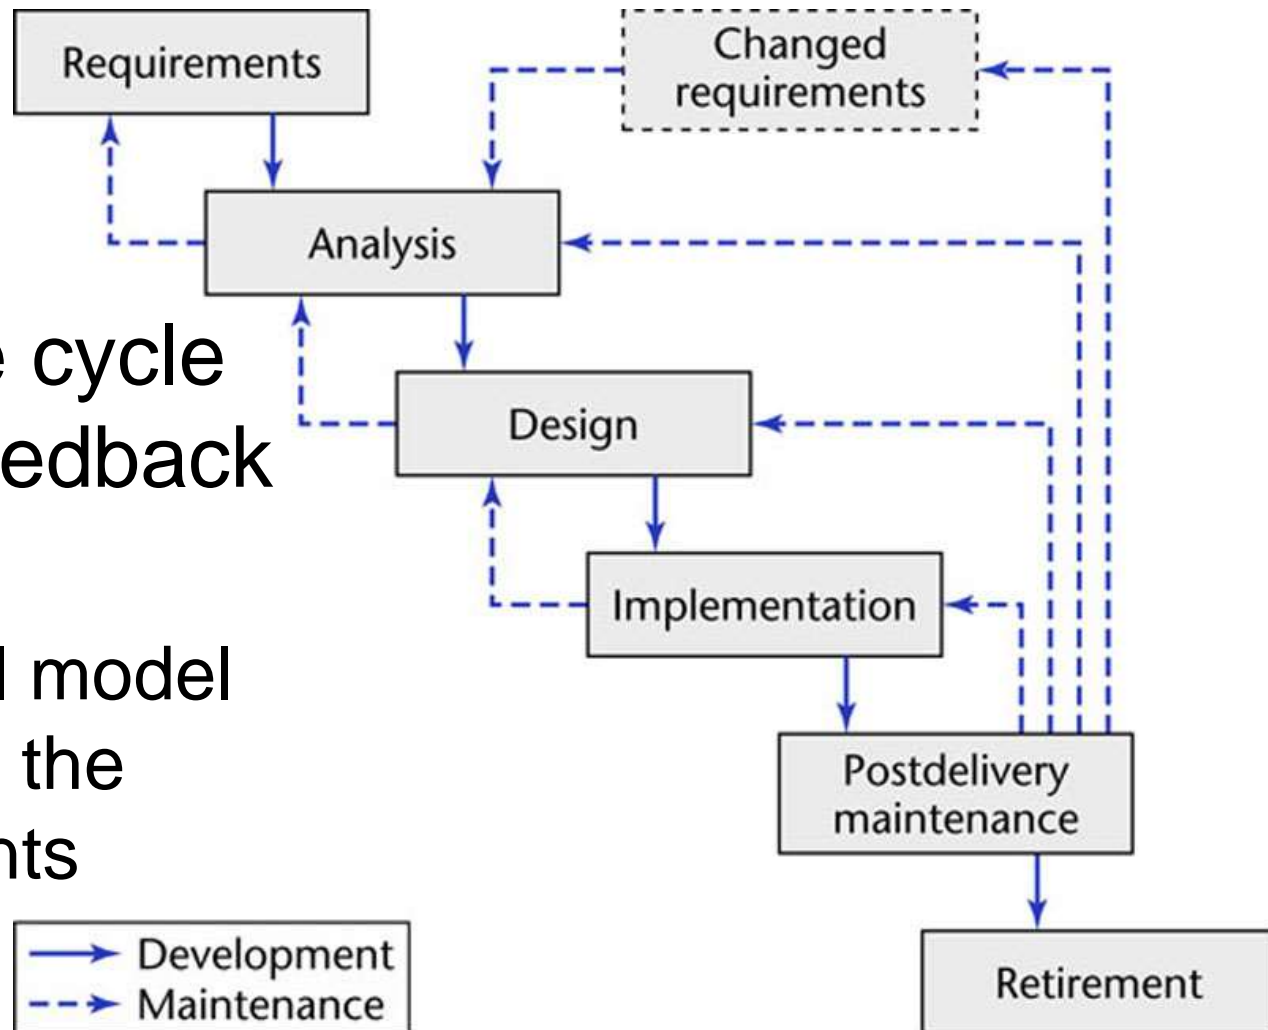 Requirements
Changed
requirements
Analysis
cycle
edback
Design
Implementation
model
the
nts
Postdelivery
maintenance
Development
Maintenance
Retirement